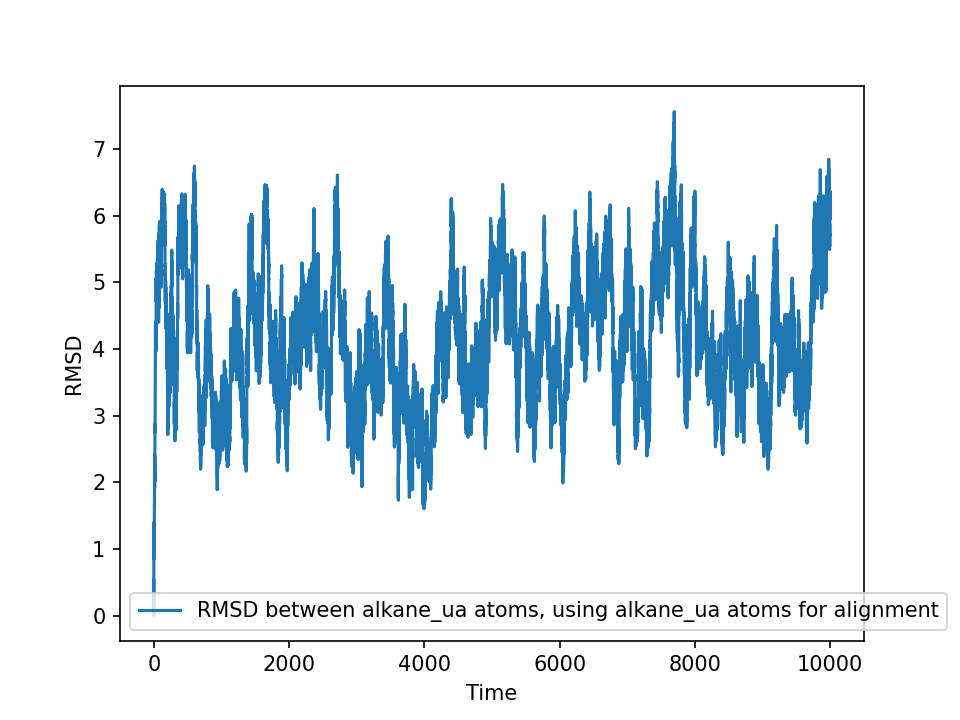 7
6
5
4
3
2
1
0
RMSD
RMSD between alkane_ua atoms, using alkane_ua atoms for alignment
0 2000 4000 6000 8000 10000
Time